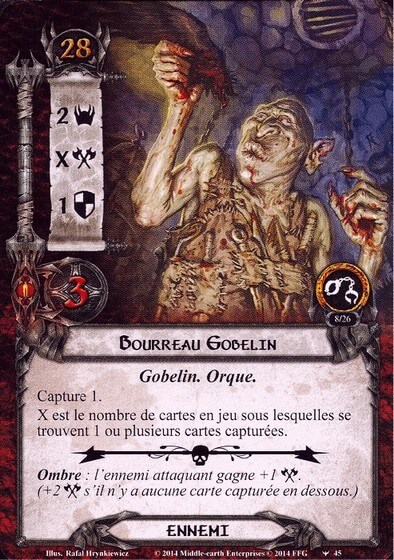 28
2
X
1
3
8/26
Bourreau Gobelin
Gobelin. Orque.
Capture 1.
X est le nombre de cartes en jeu sous lesquelles se
trouvent 1 ou plusieurs cartes capturées.
Ombre : l'ennemi attaquant gagne +1 .
(+2 s'il n'y a aucune carte capturée en dessous.)
ENNEMI
Illus. Rafal Hrynkiewicz © 2014 Middle-earth Enterprises © 2014 FFG 45